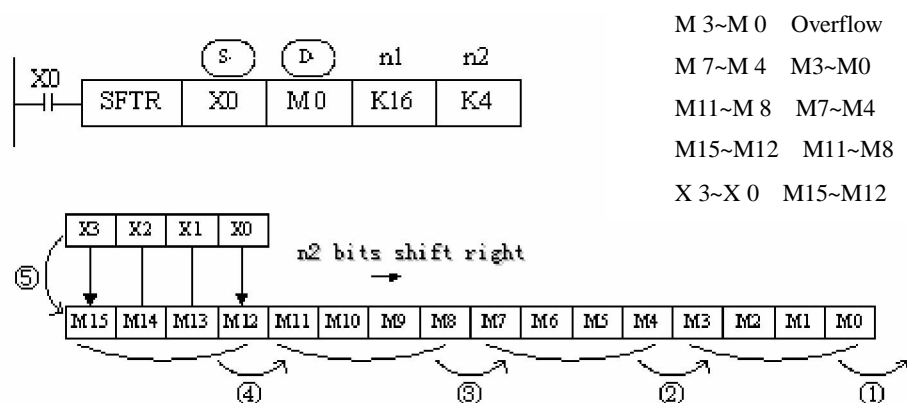 S· D· n1 n2
X0
SFTR X0 M0 K16 K4
M 3~M 0 Overflow
M 7~M 4 M3~M0
M11~M 8 M7~M4
M15~M12 M11~M8
X 3~X 0 M15~M12
X3 X2 X1 X0
n2 bits shift right
⑤
M15 M14 M13 M12 M11 M10 M9 M8 M7 M6 M5 M4 M3 M2 M1 M0
④ ③ ② ①